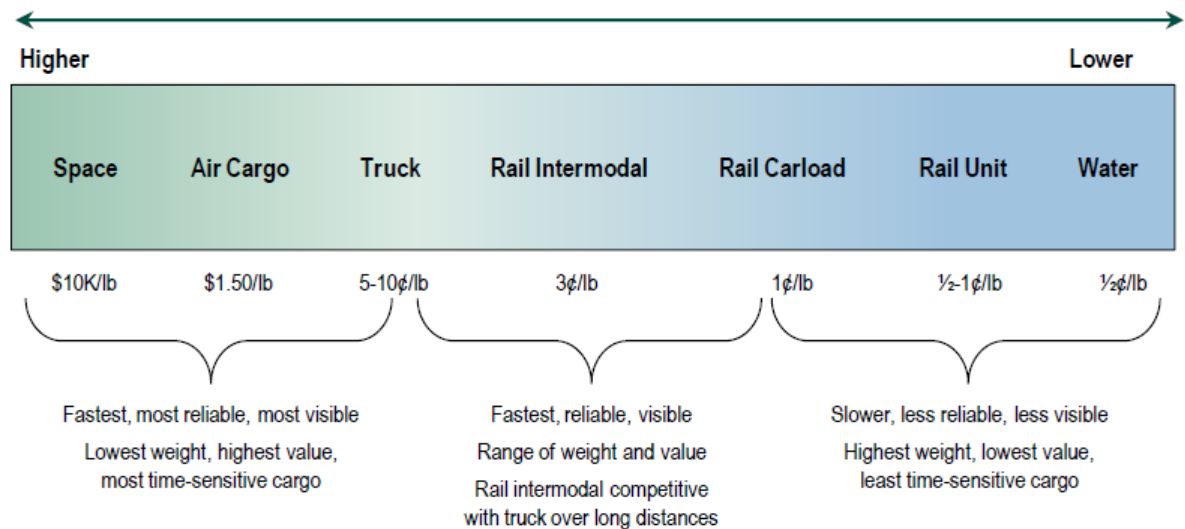 Higher Lower
Space Air Cargo Truck Rail Intermodal Rail Carload Rail Unit Water
$10K/lb $1.50/lb 5-10¢/lb 3¢/lb 1¢/lb ½-1¢/lb ½¢/lb
Fastest, most reliable, most visible
Lowest weight, highest value,
most time-sensitive cargo
Fastest, reliable, visible
Range of weight and value
Rail intermodal competitive
with truck over long distances
Slower, less reliable, less visible
Highest weight, lowest value,
least time-sensitive cargo